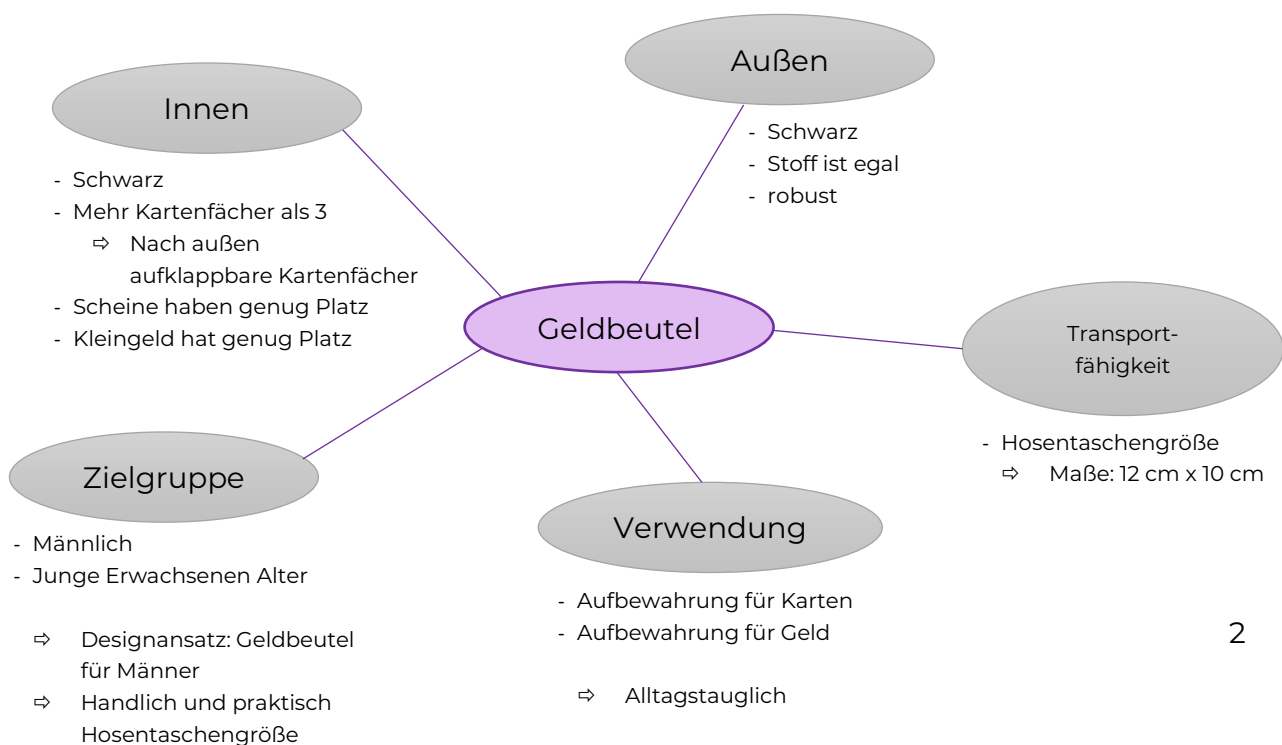 Außen
Innen
- Schwarz
- Stoff ist egal
- robust
- Schwarz
- Mehr Kartenfächer als 3
⇨ Nach außen
aufklappbare Kartenfächer
- Scheine haben genug Platz
- Kleingeld hat genug Platz
Geldbeutel
Transport-
fähigkeit
- Hosentaschengröße
⇨ Maße: 12 cm x 10 cm
Zielgruppe
- Männlich
- Junge Erwachsenen Alter
⇨ Designansatz: Geldbeutel
für Männer
⇨ Handlich und praktisch
Hosentaschengröße
Verwendung
- Aufbewahrung für Karten
- Aufbewahrung für Geld
⇨ Alltagstauglich
2